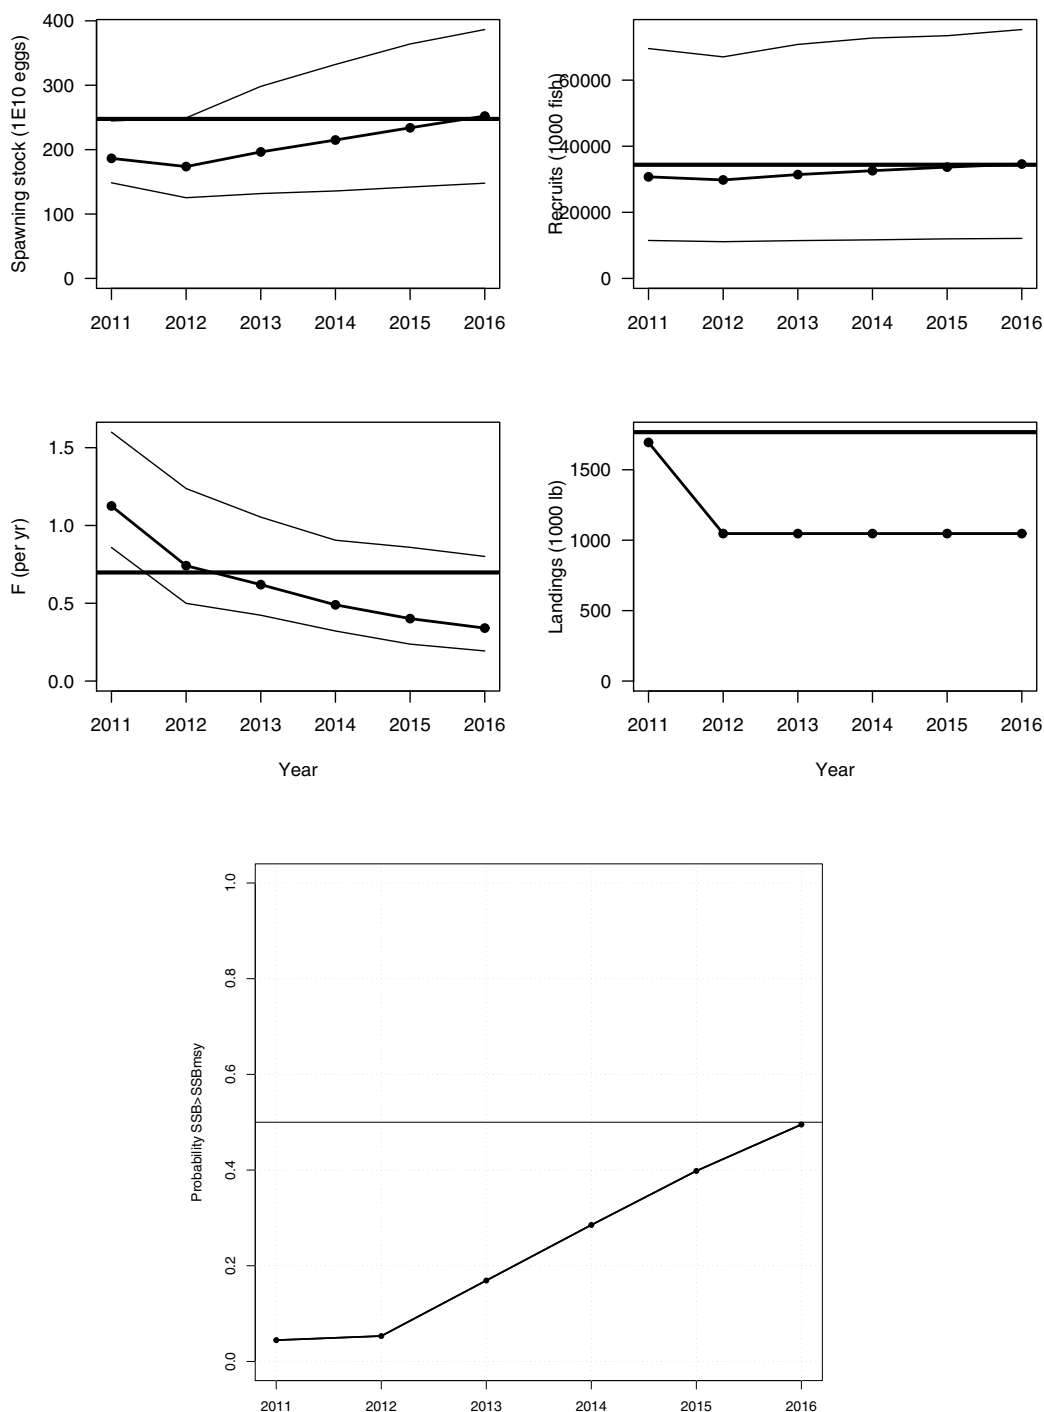 Spawning stock (1E10 eggs)
400
300
200
100
0
2011 2012 2013 2014 2015 2016
Recruits (1000 fish)
60000
40000
20000
0
2011 2012 2013 2014 2015 2016
F (per yr)
1.5
1.0
0.5
0.0
2011 2012 2013 2014 2015 2016
Year
Landings (1000 lb)
1500
1000
500
0
2011 2012 2013 2014 2015 2016
Year
Probability SSB>SSBmsy
1.0
0.8
0.6
0.4
0.2
0.0
2011 2012 2013 2014 2015 2016